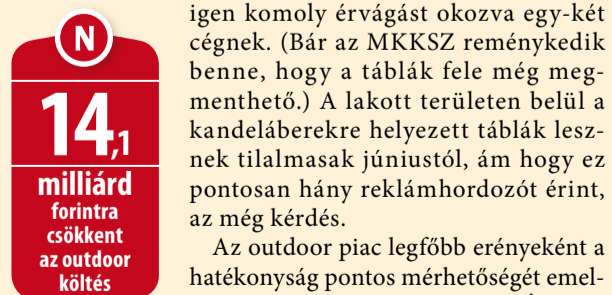 N
14,1
milliárd
forintra
csökkent
az outdoor
költés
igen komoly érvágást okozva egy-két
cégnek. (Bár az MKKSZ reménykedik
benne, hogy a táblák fele még meg-
menthető.) A lakott területen belül a
kandeláberekre helyezett táblák lesz-
nek tilalmasak júniustól, ám hogy ez
pontosan hány reklámhordozót érint,
az még kérdés.
Az outdoor piac legfőbb erényeként a
hatékonyság pontos mérhetőségét emel-